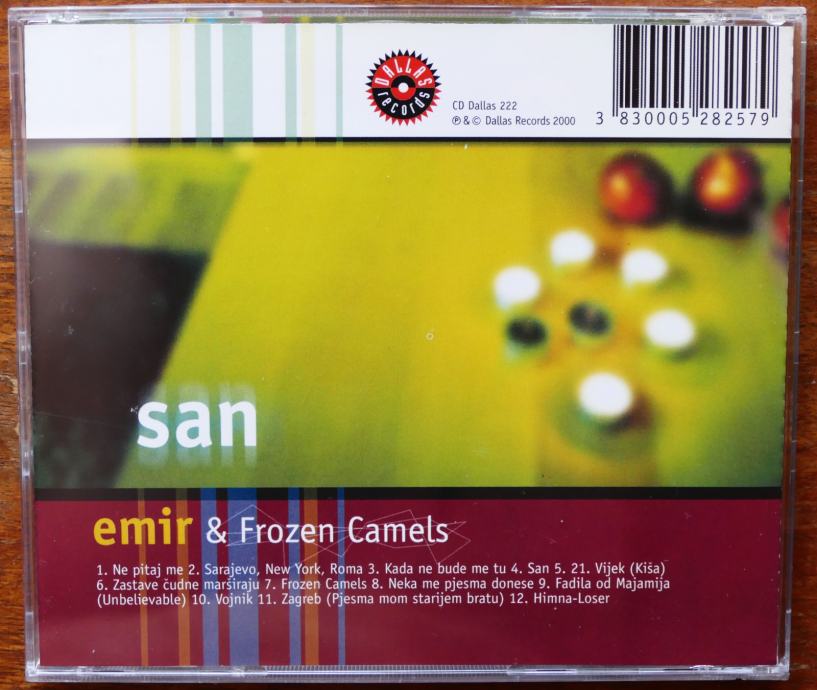 DALLAS
records
CD Dallas 222
℗ & © Dallas Records 2000
3 830005 282579
san
emir & Frozen Camels
1. Ne pitaj me 2. Sarajevo, New York, Roma 3. Kada ne bude me tu 4. San 5. 21. Vijek (Kiša)
6. Zastave čudne marširaju 7. Frozen Camels 8. Neka me pjesma donese 9. Fadila od Majamija
(Unbelievable) 10. Vojnik 11. Zagreb (Pjesma mom starijem bratu) 12. Himna-Loser